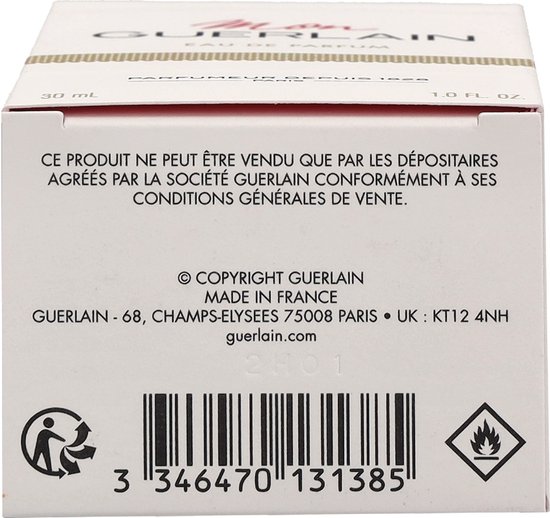 Mon
GUERLAIN
EAU DE PARFUM
PARFUMEUR DEPUIS 1828
PARIS
30 mL 1.0 FL. OZ.
CE PRODUIT NE PEUT ÊTRE VENDU QUE PAR LES DÉPOSITAIRES
AGRÉÉS PAR LA SOCIÉTÉ GUERLAIN CONFORMÉMENT À SES
CONDITIONS GÉNÉRALES DE VENTE.
© COPYRIGHT GUERLAIN
MADE IN FRANCE
GUERLAIN - 68, CHAMPS-ELYSEES 75008 PARIS • UK : KT12 4NH
guerlain.com
2H01
3 346470 131385